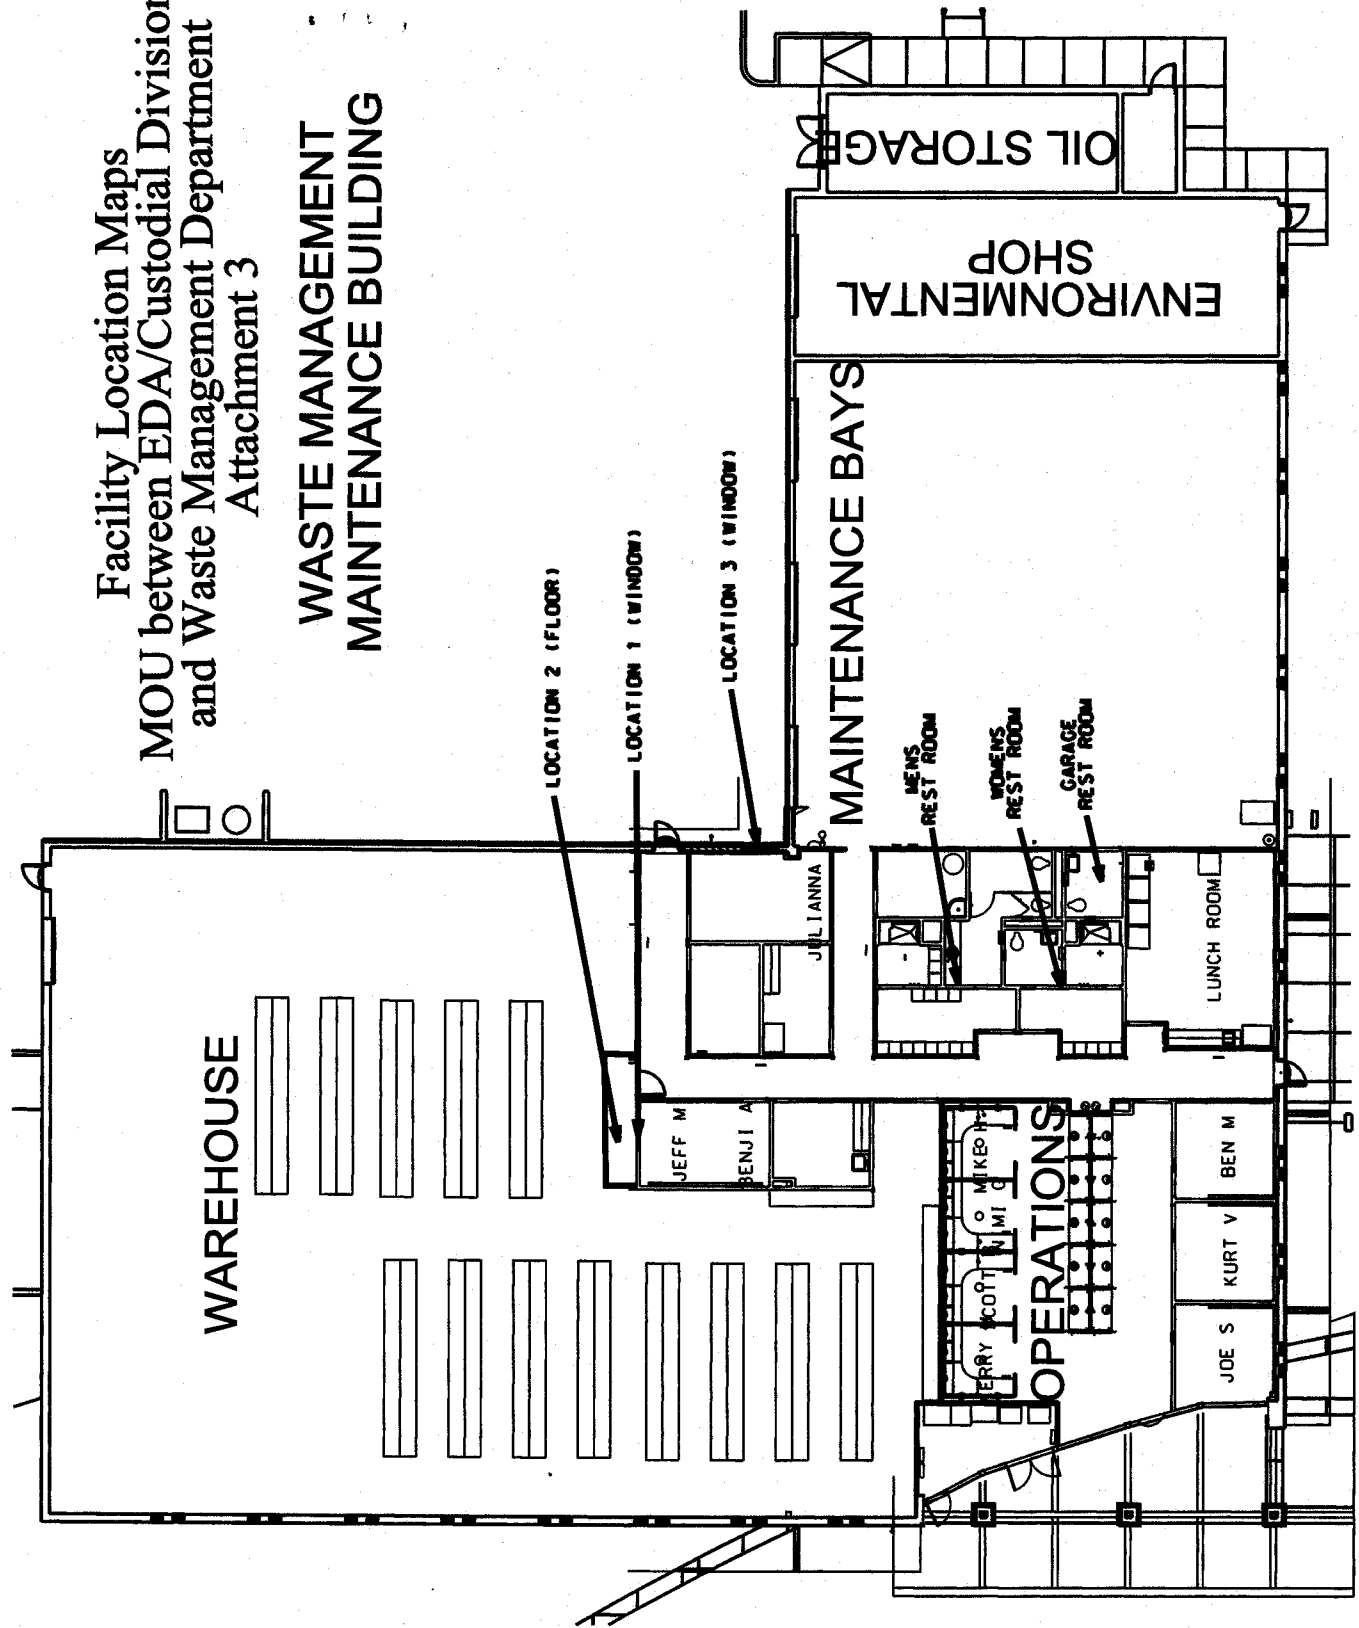 Facility Location Maps
MOU between EDA/Custodial Division
and Waste Management Department
Attachment 3
WASTE MANAGEMENT
MAINTENANCE BUILDING
LOCATION 2 (FLOOR)
LOCATION 1 (WINDOW)
LOCATION 3 (WINDOW)
WAREHOUSE
MAINTENANCE BAYS
ENVIRONMENTAL
SHOP
OIL STORAGE
MENS
REST ROOM
WOMENS
REST ROOM
GARAGE
REST ROOM
JULIANNA
LUNCH ROOM
JEFF M
BENJI A
MIKE H
SCOTT
OPERATIONS
BEN M
KURT V
JOE S